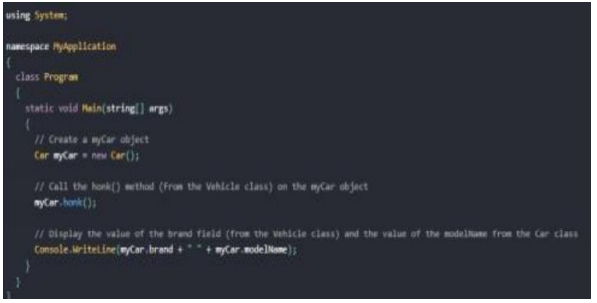 using System;
namespace MyApplication
{
class Program
{
static void Main(string[] args)
{
// Create a myCar object
Car myCar = new Car();
// Call the honk() method (From the Vehicle class) on the myCar object
myCar.honk();
// Display the value of the brand field (from the Vehicle class) and the value of the modelName from the Car class
Console.WriteLine(myCar.brand + " " + myCar.modelName);
}
}
}